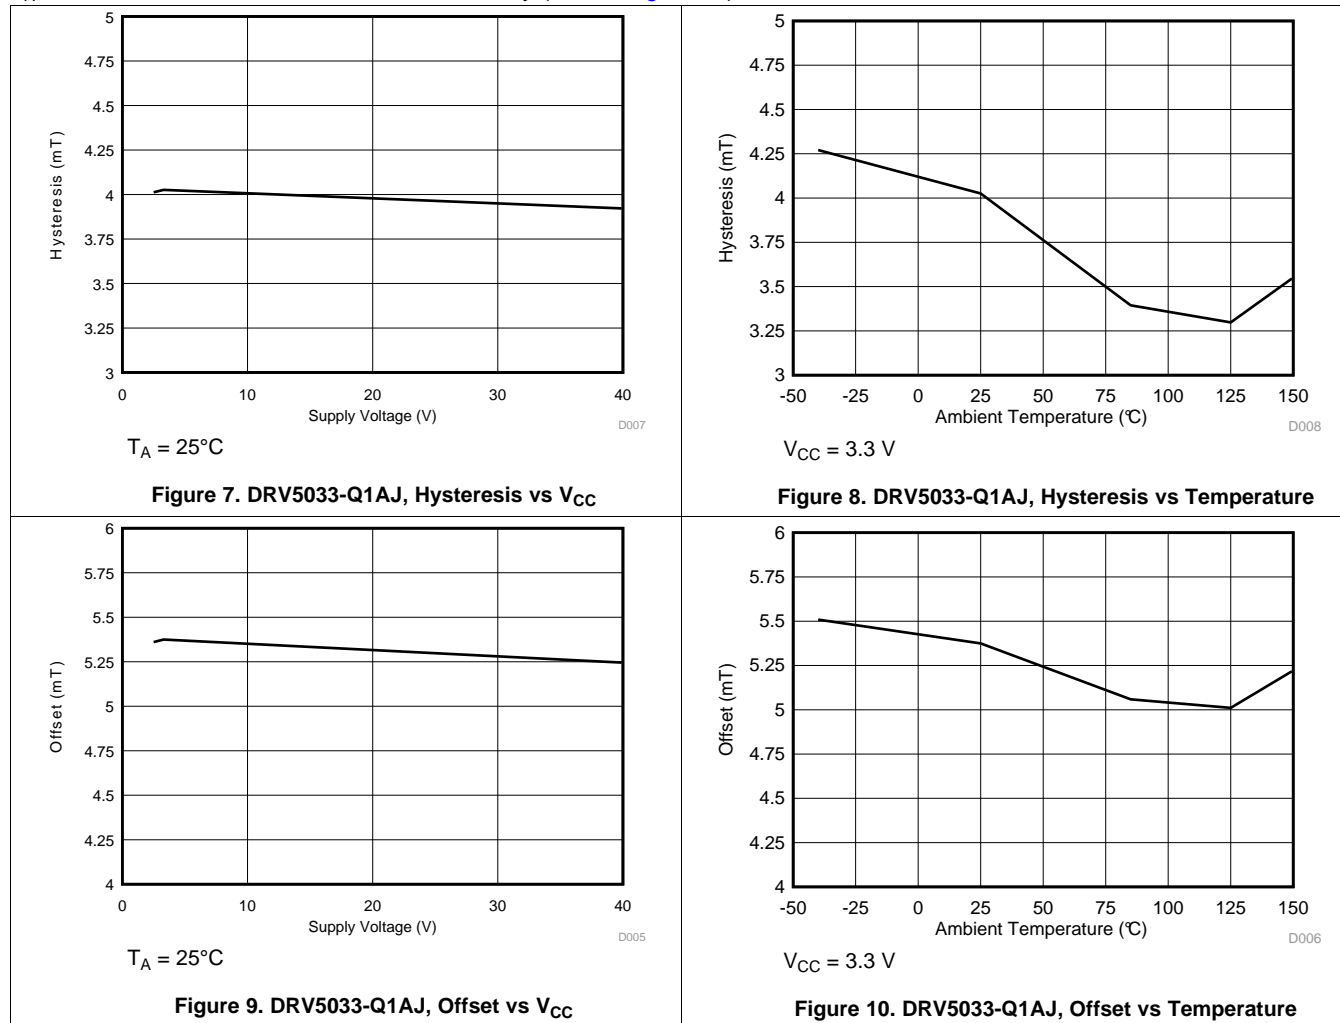 5
4.75
4.5
4.25
4
3.75
3.5
3.25
3
0 10 20 30 40
Hysteresis (mT)
Supply Voltage (V)
D007
T_A = 25°C
Figure 7. DRV5033-Q1AJ, Hysteresis vs V_CC
5
4.75
4.5
4.25
4
3.75
3.5
3.25
3
-50 -25 0 25 50 75 100 125 150
Hysteresis (mT)
Ambient Temperature (°C)
D008
V_CC = 3.3 V
Figure 8. DRV5033-Q1AJ, Hysteresis vs Temperature
6
5.75
5.5
5.25
5
4.75
4.5
4.25
4
0 10 20 30 40
Offset (mT)
Supply Voltage (V)
D005
T_A = 25°C
Figure 9. DRV5033-Q1AJ, Offset vs V_CC
6
5.75
5.5
5.25
5
4.75
4.5
4.25
4
-50 -25 0 25 50 75 100 125 150
Offset (mT)
Ambient Temperature (°C)
D006
V_CC = 3.3 V
Figure 10. DRV5033-Q1AJ, Offset vs Temperature